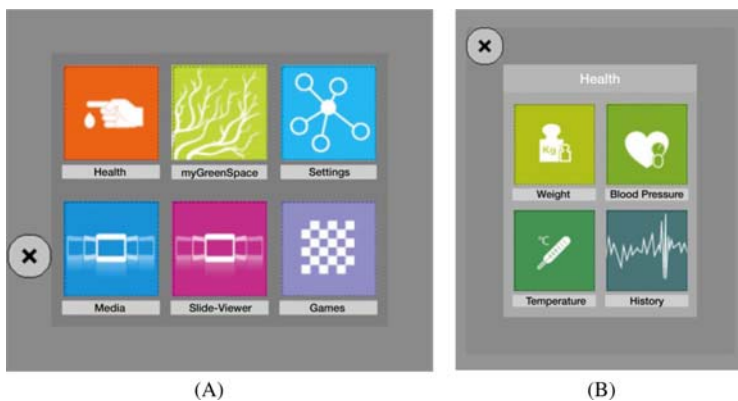 Health myGreenSpace Settings
Media Slide-Viewer Games
(A)
Health
Kg
Weight Blood Pressure
°C
Temperature History
(B)